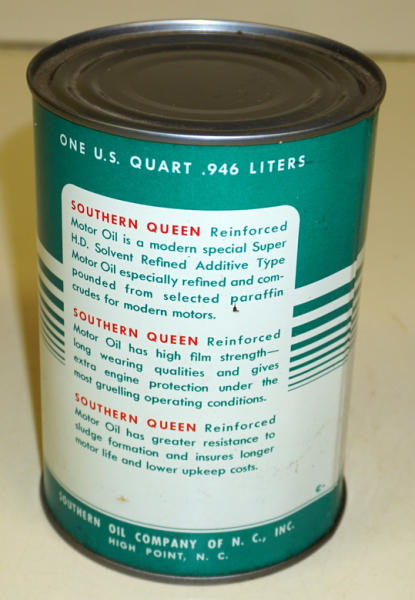 ONE U.S. QUART .946 LITERS
SOUTHERN QUEEN Reinforced
Motor Oil is a modern special Super
H.D. Solvent Refined Additive Type
Motor Oil especially refined and com-
pounded from selected paraffin
crudes for modern motors.
SOUTHERN QUEEN Reinforced
Motor Oil has high film strength—
long wearing qualities and gives
extra engine protection under the
most gruelling operating conditions.
SOUTHERN QUEEN Reinforced
Motor Oil has greater resistance to
sludge formation and insures longer
motor life and lower upkeep costs.
SOUTHERN OIL COMPANY OF N. C., INC.
HIGH POINT, N. C.